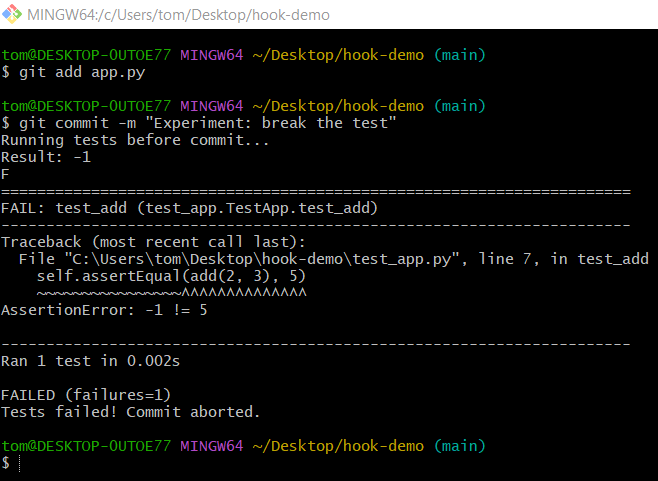 MINGW64:/c/Users/tom/Desktop/hook-demo
tom@DESKTOP-OUTOE77 MINGW64 ~/Desktop/hook-demo (main)
$ git add app.py
tom@DESKTOP-OUTOE77 MINGW64 ~/Desktop/hook-demo (main)
$ git commit -m "Experiment: break the test"
Running tests before commit...
Result: -1
F
======================================================================
FAIL: test_add (test_app.TestApp.test_add)
----------------------------------------------------------------------
Traceback (most recent call last):
  File "C:\Users\tom\Desktop\hook-demo\test_app.py", line 7, in test_add
    self.assertEqual(add(2, 3), 5)
    ~~~~~~~~~~~~~~~~^^^^^^^^^^^^^^
AssertionError: -1 != 5
----------------------------------------------------------------------
Ran 1 test in 0.002s
FAILED (failures=1)
Tests failed! Commit aborted.
tom@DESKTOP-OUTOE77 MINGW64 ~/Desktop/hook-demo (main)
$